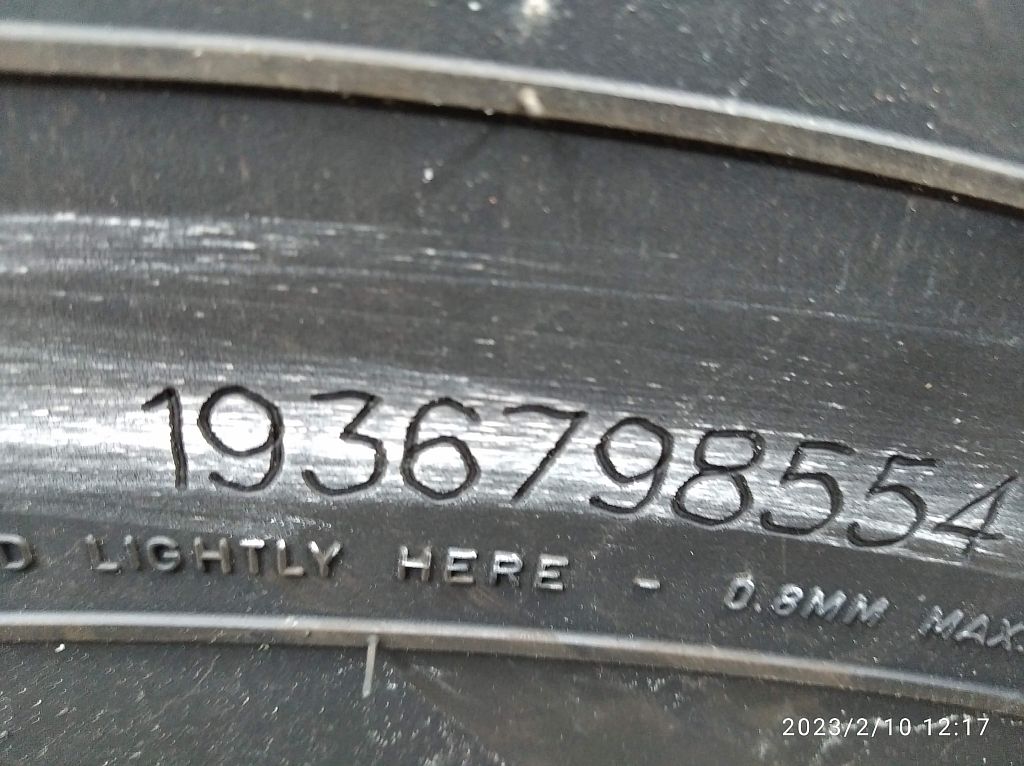 1936798554
D LIGHTLY HERE - 0.8MM MAX.
2023/2/10 12:17